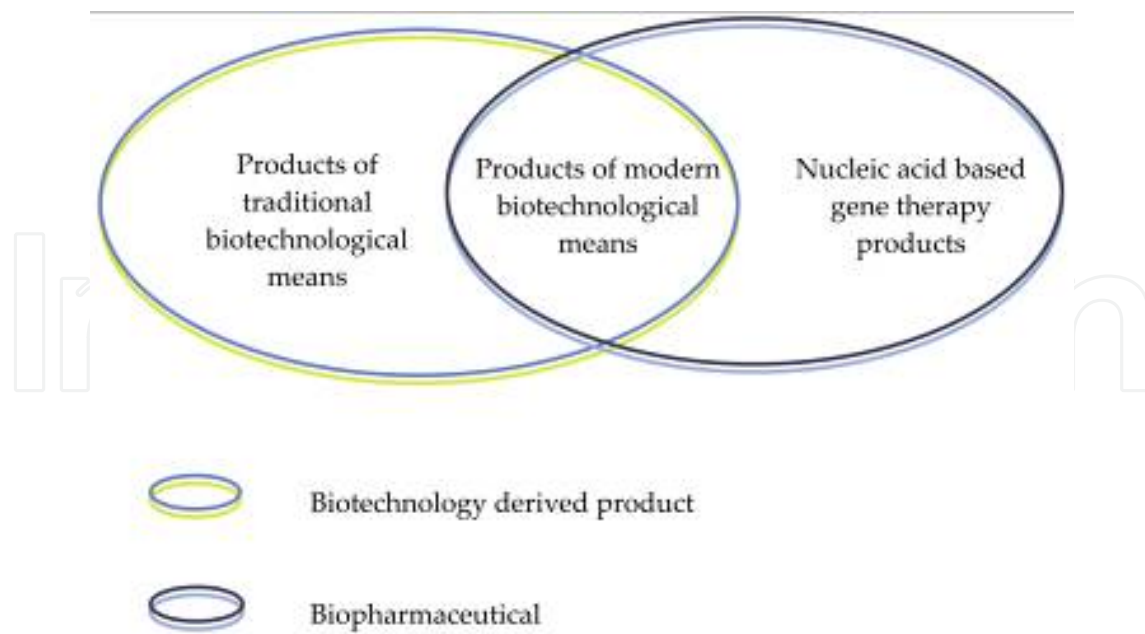 Products of
traditional
biotechnological
means
Products of modern
biotechnological
means
Nucleic acid based
gene therapy
products
Biotechnology derived product
Biopharmaceutical